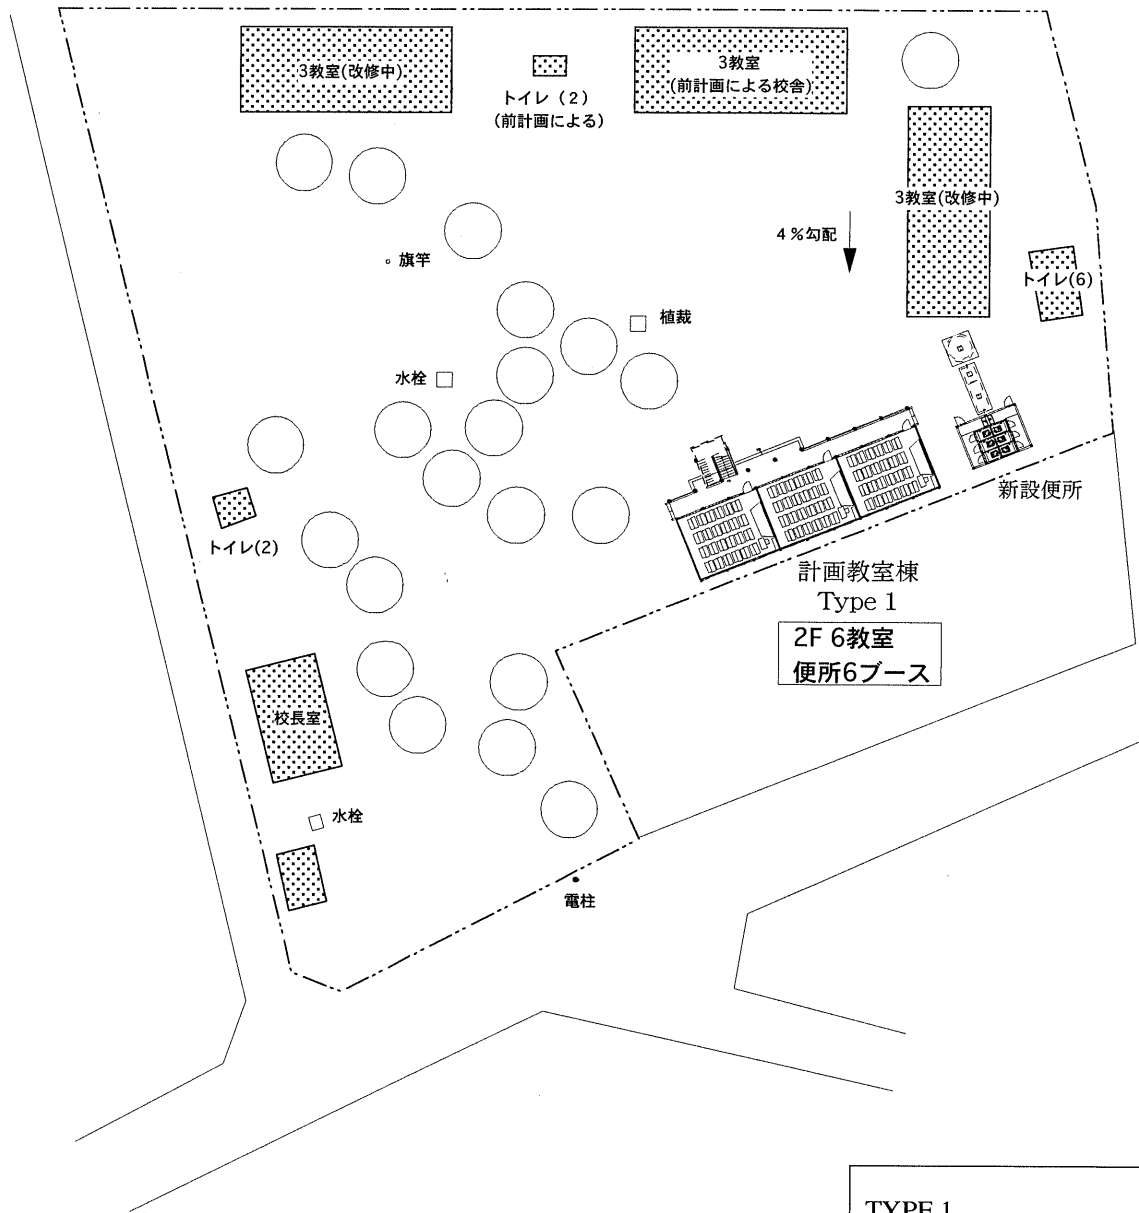 3教室(改修中)
トイレ（２）
(前計画による)
3教室
(前計画による校舎)
3教室(改修中)
4％勾配
旗竿
トイレ(6)
植裁
水栓
新設便所
トイレ(2)
計画教室棟
Type 1
2F 6教室
便所6ブース
校長室
水栓
電柱
TYPE 1